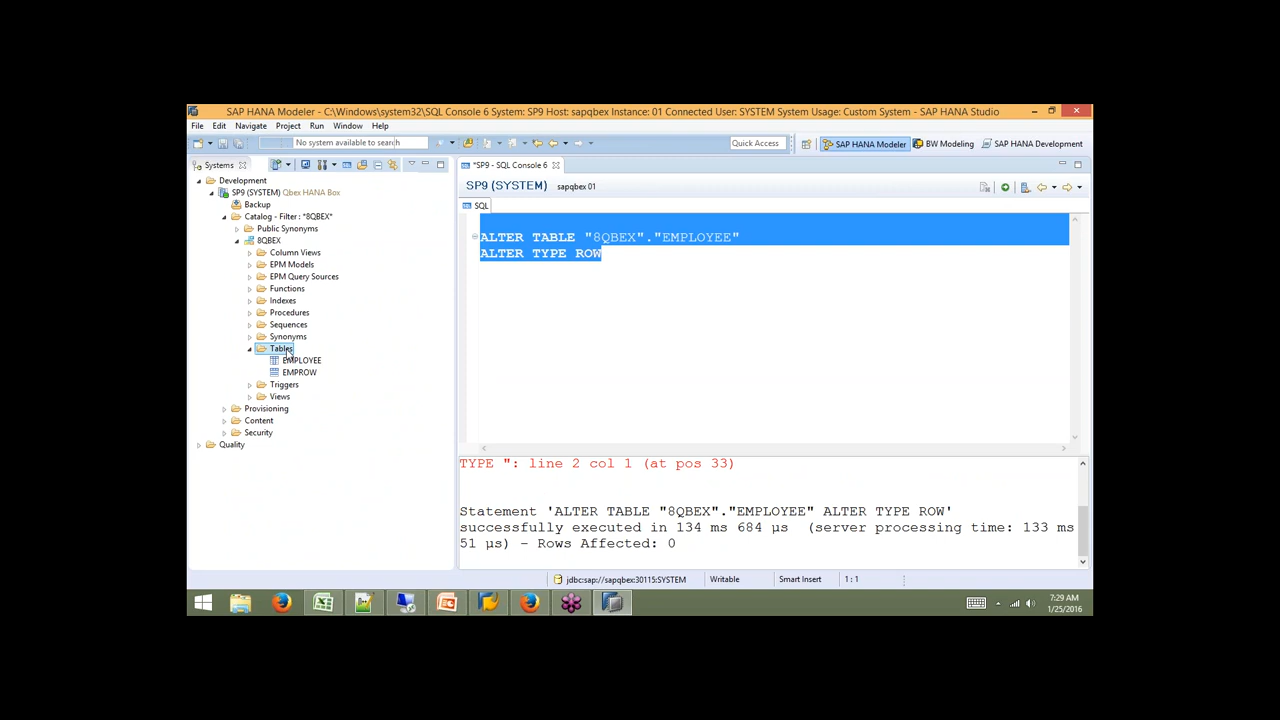 SAP HANA Modeler - C:\Windows\system32\SQL Console 6 System: SP9 Host: sapqbex Instance: 01 Connected User: SYSTEM System Usage: Custom System - SAP HANA Studio
File Edit Navigate Project Run Window Help
No system available to search
Quick Access
SAP HANA Modeler
BW Modeling
SAP HANA Development
Systems
*SP9 - SQL Console 6
Development
SP9 (SYSTEM) Qbex HANA Box
Backup
Catalog - Filter : "8QBEX"
Public Synonyms
8QBEX
Column Views
EPM Models
EPM Query Sources
Functions
Indexes
Procedures
Sequences
Synonyms
Tables
EMPLOYEE
EMPROW
Triggers
Views
Provisioning
Content
Security
Quality
SP9 (SYSTEM) sapqbex 01
SQL
ALTER TABLE "8QBEX"."EMPLOYEE"
ALTER TYPE ROW
TYPE ": line 2 col 1 (at pos 33)
Statement 'ALTER TABLE "8QBEX"."EMPLOYEE" ALTER TYPE ROW'
successfully executed in 134 ms 684 µs (server processing time: 133 ms
51 µs) - Rows Affected: 0
jdbc:sap://sapqbex:30115:SYSTEM
Writable
Smart Insert
1 : 1
7:29 AM
1/25/2016